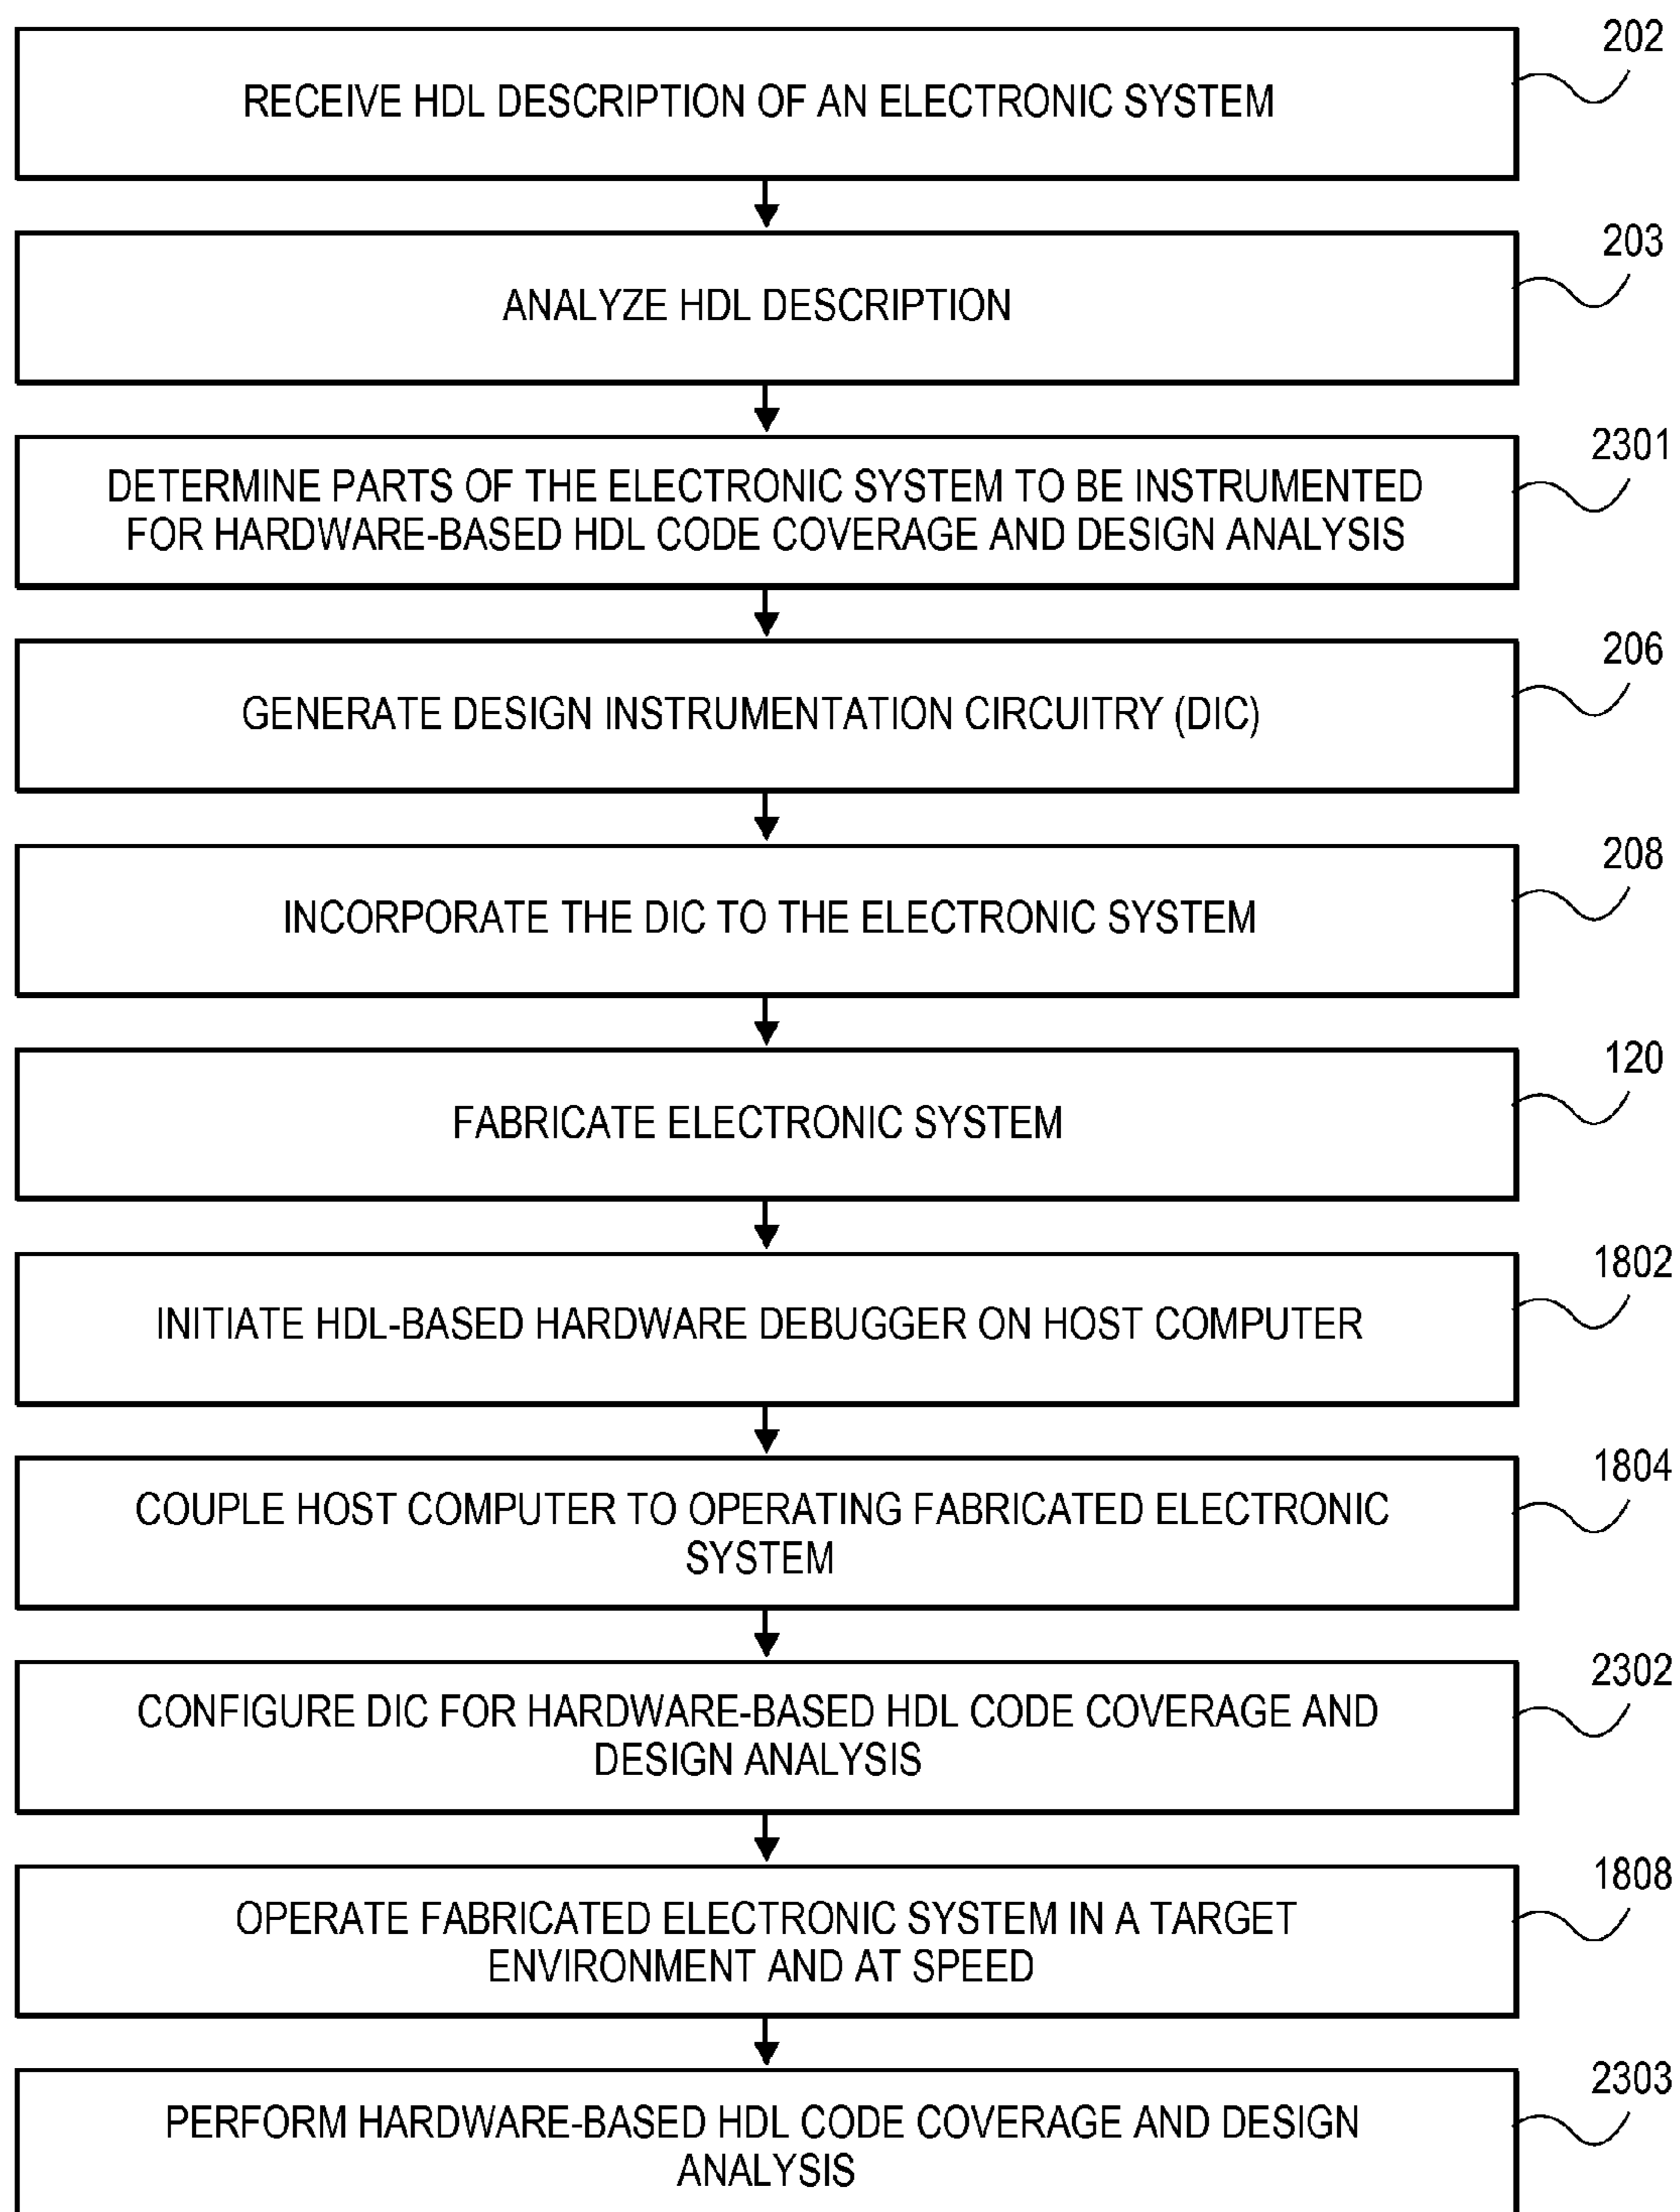 202
RECEIVE HDL DESCRIPTION OF AN ELECTRONIC SYSTEM
203
ANALYZE HDL DESCRIPTION
2301
DETERMINE PARTS OF THE ELECTRONIC SYSTEM TO BE INSTRUMENTED
FOR HARDWARE-BASED HDL CODE COVERAGE AND DESIGN ANALYSIS
206
GENERATE DESIGN INSTRUMENTATION CIRCUITRY (DIC)
208
INCORPORATE THE DIC TO THE ELECTRONIC SYSTEM
120
FABRICATE ELECTRONIC SYSTEM
1802
INITIATE HDL-BASED HARDWARE DEBUGGER ON HOST COMPUTER
1804
COUPLE HOST COMPUTER TO OPERATING FABRICATED ELECTRONIC
SYSTEM
2302
CONFIGURE DIC FOR HARDWARE-BASED HDL CODE COVERAGE AND
DESIGN ANALYSIS
1808
OPERATE FABRICATED ELECTRONIC SYSTEM IN A TARGET
ENVIRONMENT AND AT SPEED
2303
PERFORM HARDWARE-BASED HDL CODE COVERAGE AND DESIGN
ANALYSIS